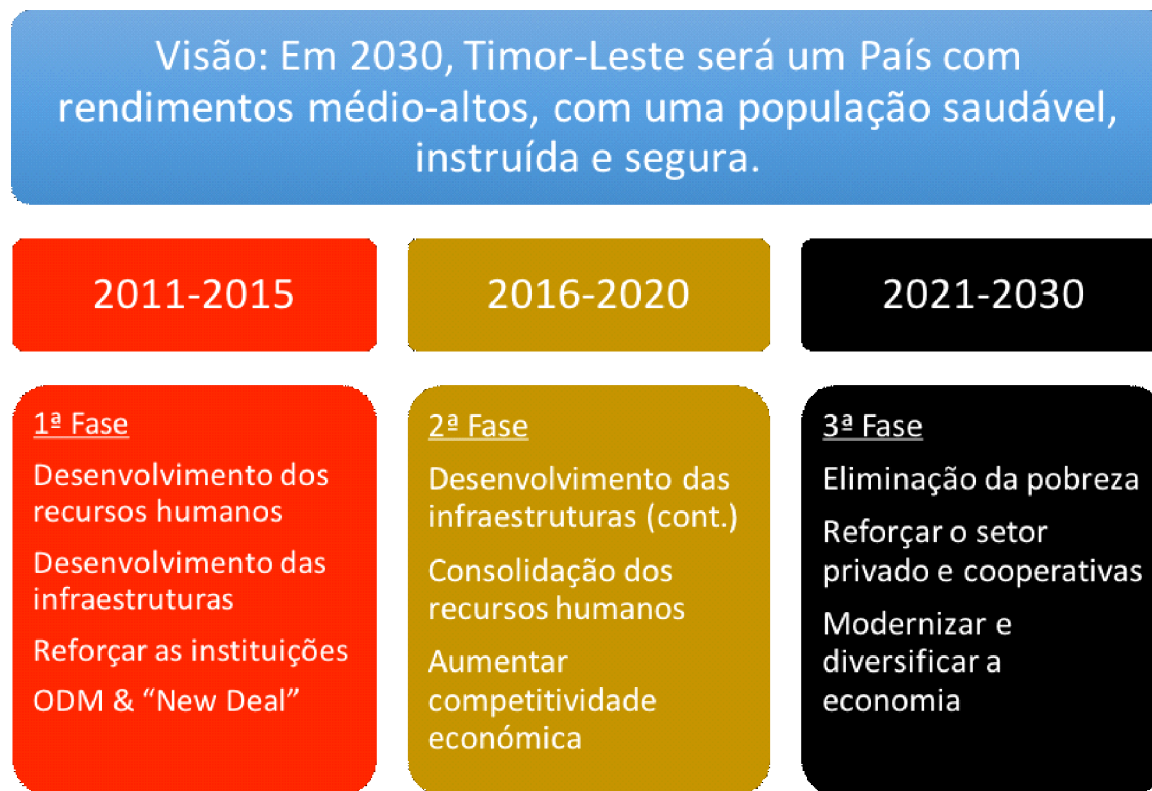 Visão: Em 2030, Timor-Leste será um País com
rendimentos médio-altos, com uma população saudável,
instruída e segura.
2011-2015
2016-2020
2021-2030
1ª Fase
Desenvolvimento dos
recursos humanos
Desenvolvimento das
infraestruturas
Reforçar as instituições
ODM & “New Deal”
2ª Fase
Desenvolvimento das
infraestruturas (cont.)
Consolidação dos
recursos humanos
Aumentar
competitividade
económica
3ª Fase
Eliminação da pobreza
Reforçar o setor
privado e cooperativas
Modernizar e
diversificar a
economia